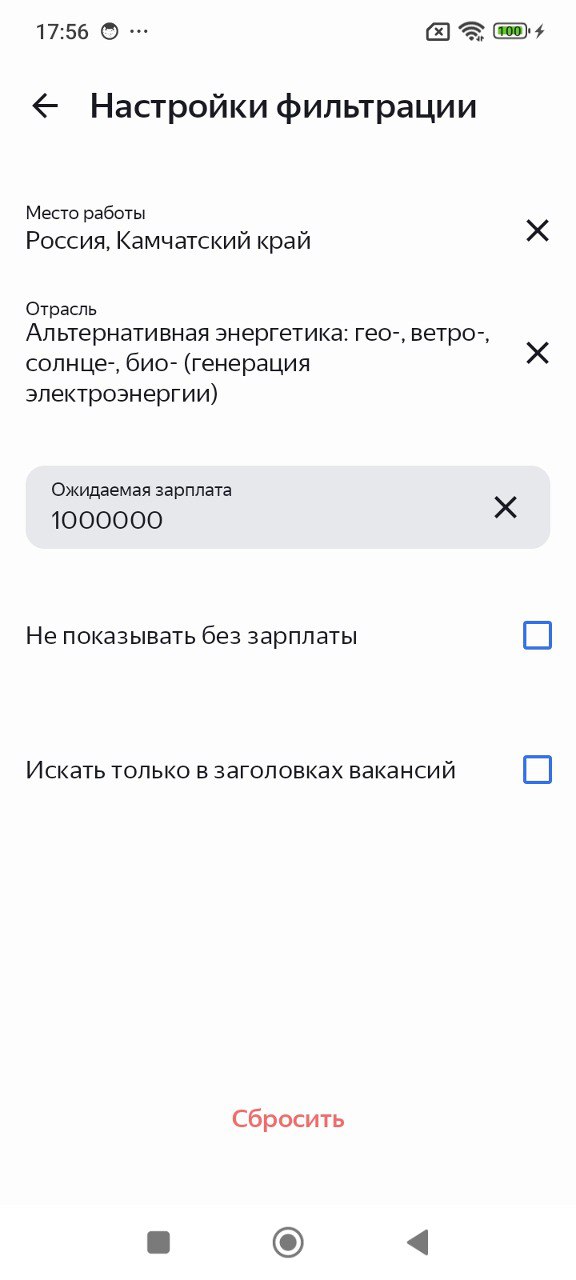 17:56 ...
100
Настройки фильтрации
Место работы
Россия, Камчатский край
Отрасль
Альтернативная энергетика: гео-, ветро-,
солнце-, био- (генерация
электроэнергии)
Ожидаемая зарплата
1000000
Не показывать без зарплаты
Искать только в заголовках вакансий
Сбросить